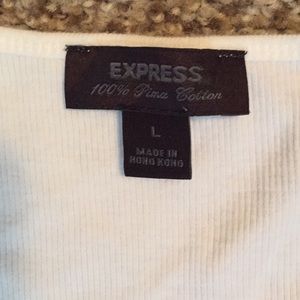 EXPRESS
100% Pima Cotton
L
MADE IN
HONG KONG